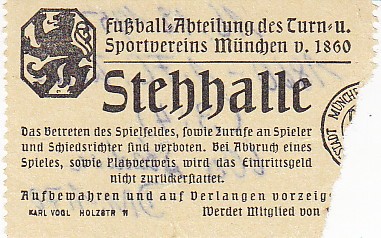 Fußball-Abteilung des Turn- u.
Sportvereins München v. 1860
Stehhalle
Das Betreten des Spielfeldes, sowie Zurufe an Spieler
und Schiedsrichter sind verboten. Bei Abbruch eines
Spieles, sowie Platzverweis wird das Eintrittsgeld
nicht zurückerstattet.
Aufbewahren und auf Verlangen vorzeig
KARL VOGL HOLZSTR 11 Werdet Mitglied von
STADT MÜNCHE